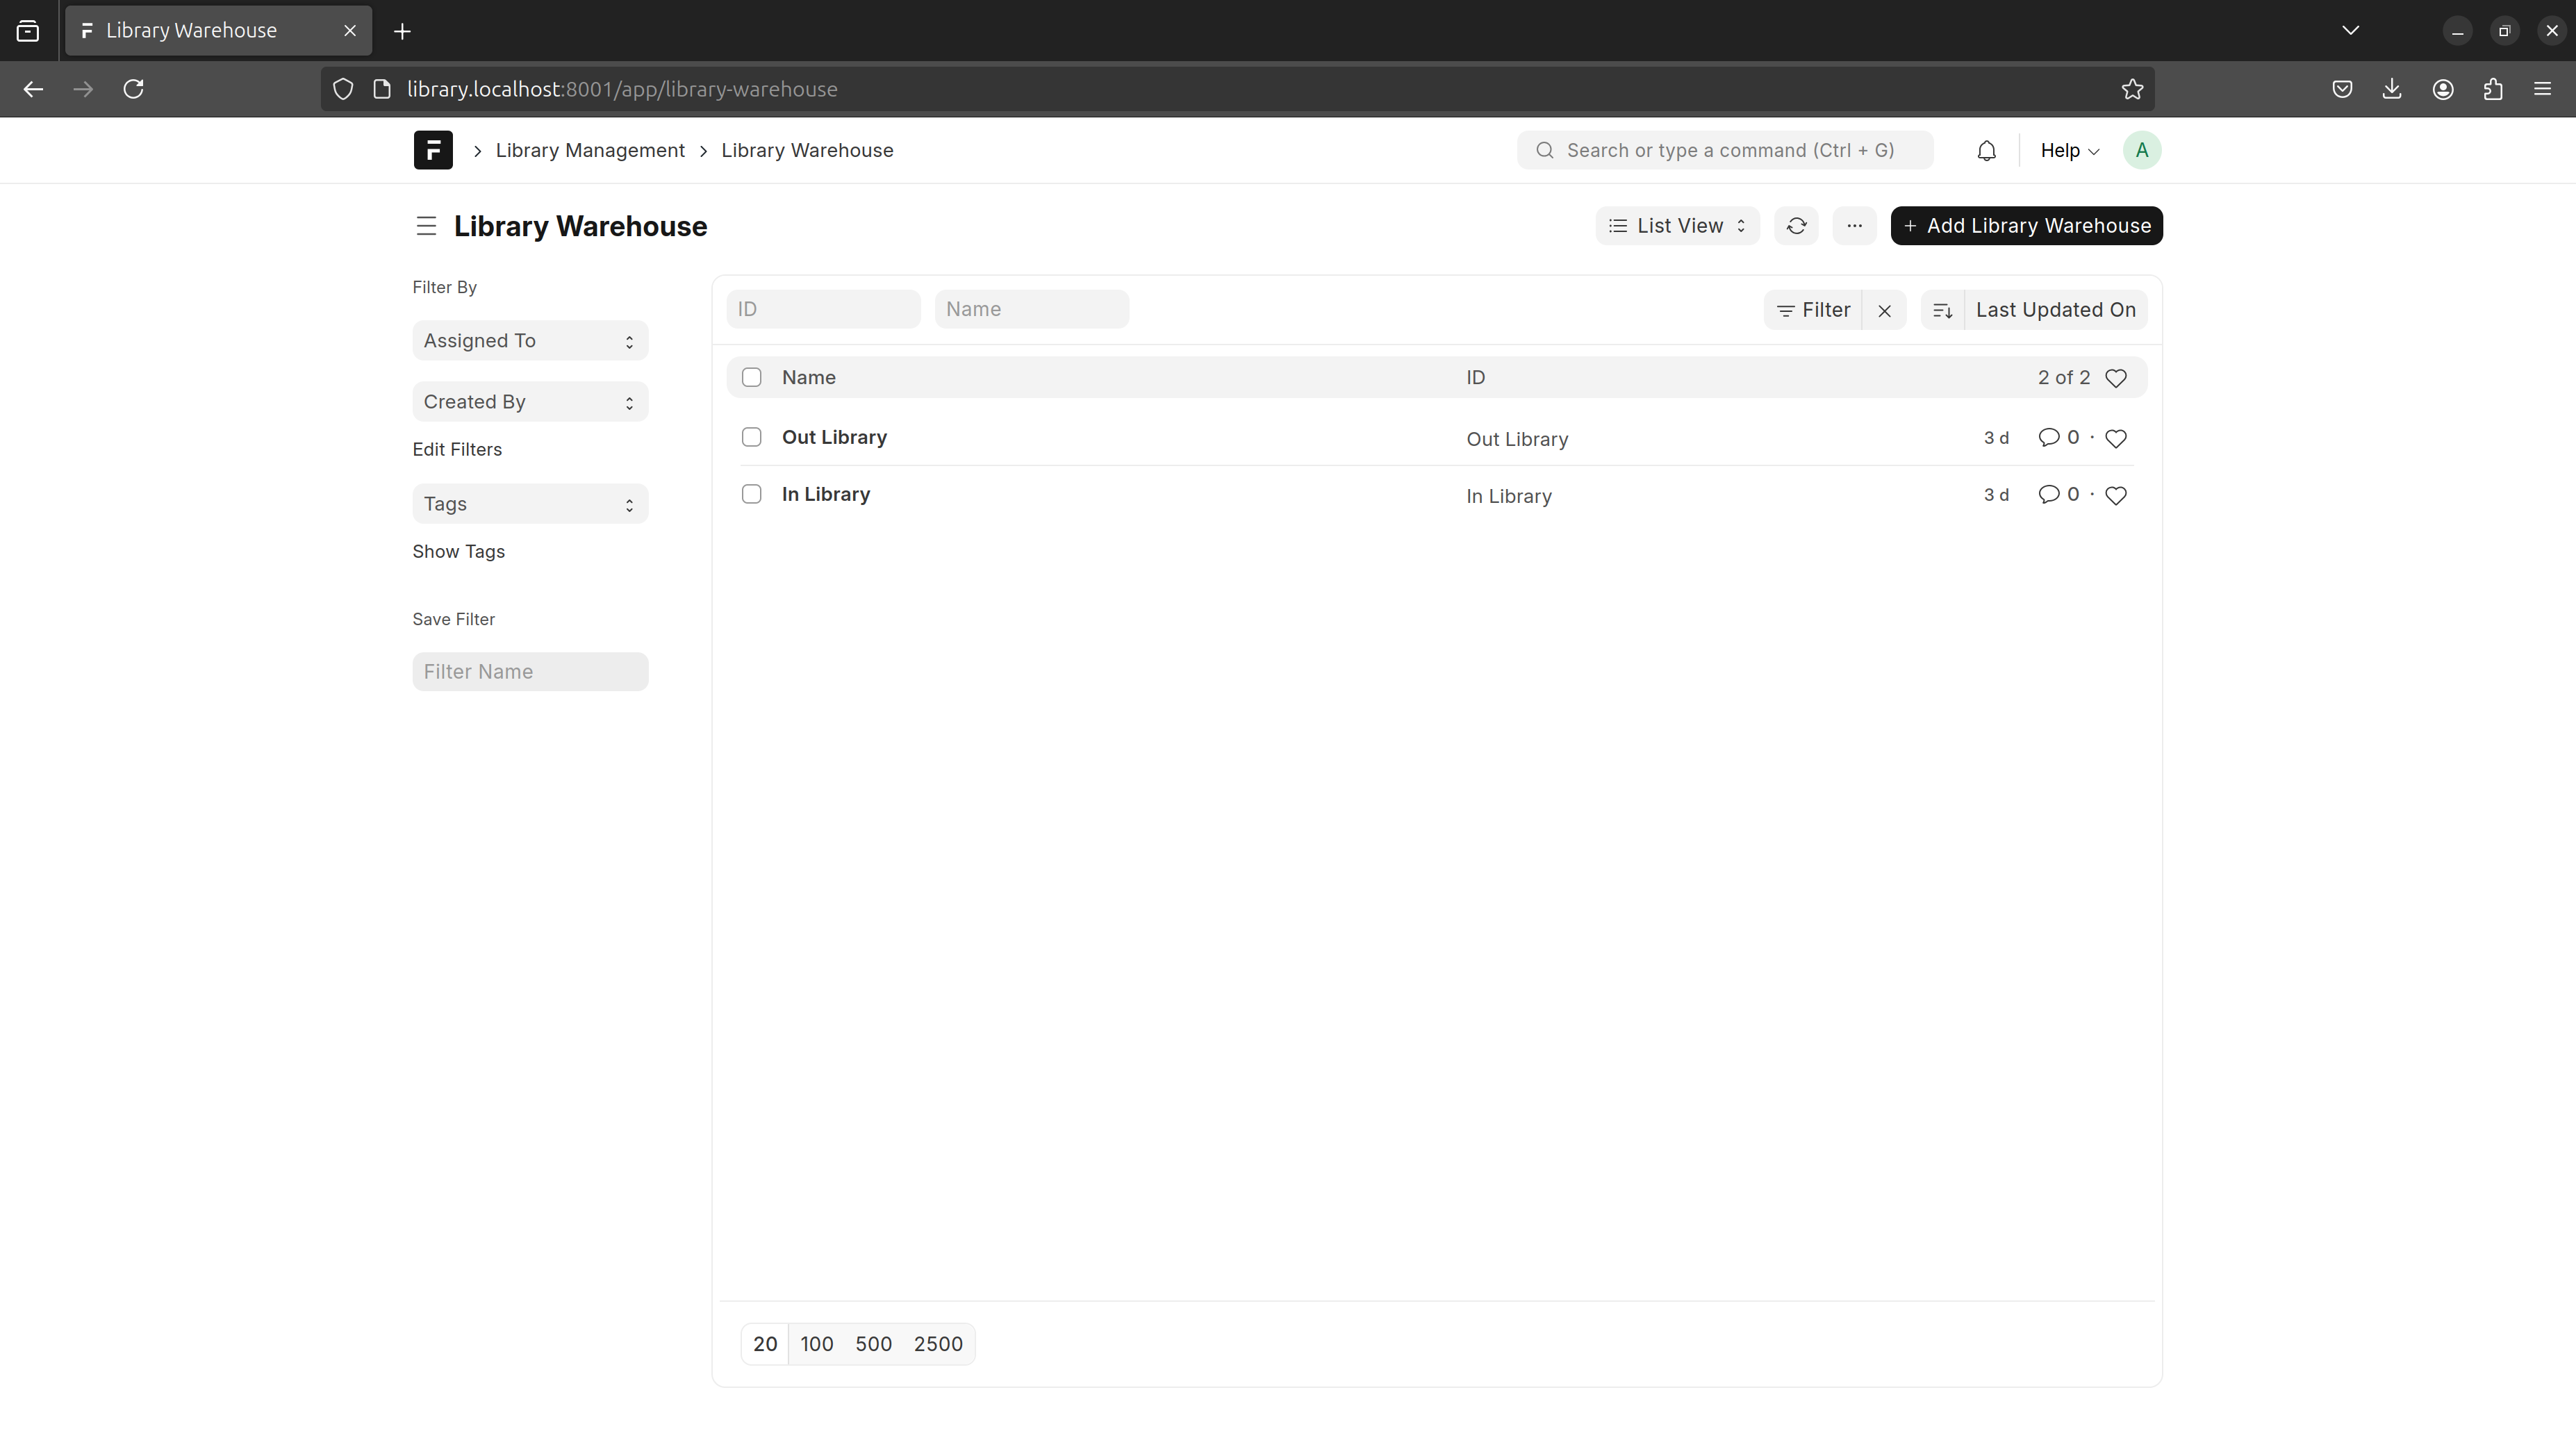 Library Warehouse
library.localhost:8001/app/library-warehouse
Library Management Library Warehouse
Search or type a command (Ctrl + G)
Help
A
Library Warehouse
List View
Add Library Warehouse
Filter By
Assigned To
Created By
Edit Filters
Tags
Show Tags
Save Filter
Filter Name
ID Name Filter Last Updated On
Name ID 2 of 2
Out Library Out Library 3 d 0 ·
In Library In Library 3 d 0 ·
20 100 500 2500